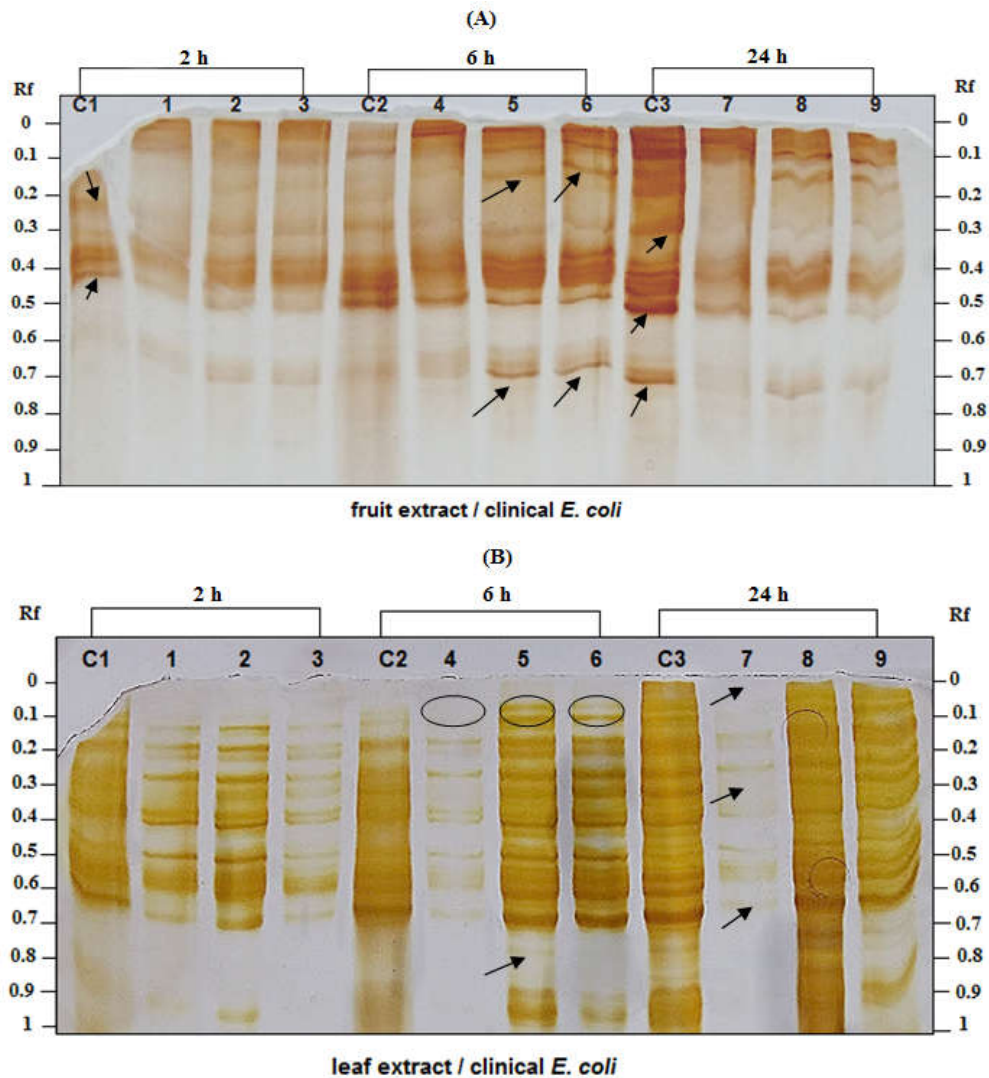 (A)
2 h 6 h 24 h
Rf Rf
C1 1 2 3 C2 4 5 6 C3 7 8 9
0 0
0.1 0.1
0.2 0.2
0.3 0.3
0.4 0.4
0.5 0.5
0.6 0.6
0.7 0.7
0.8 0.8
0.9 0.9
1 1
fruit extract / clinical E. coli
(B)
2 h 6 h 24 h
Rf Rf
C1 1 2 3 C2 4 5 6 C3 7 8 9
0 0
0.1 0.1
0.2 0.2
0.3 0.3
0.4 0.4
0.5 0.5
0.6 0.6
0.7 0.7
0.8 0.8
0.9 0.9
1 1
leaf extract / clinical E. coli